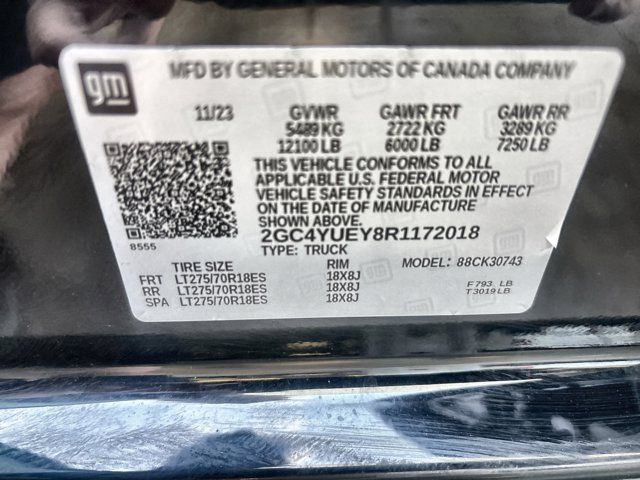 gm
MFD BY GENERAL MOTORS OF CANADA COMPANY
11/23 GVWR GAWR FRT GAWR RR
5489 KG 2722 KG 3289 KG
12100 LB 6000 LB 7250 LB
THIS VEHICLE CONFORMS TO ALL
APPLICABLE U.S. FEDERAL MOTOR
VEHICLE SAFETY STANDARDS IN EFFECT
ON THE DATE OF MANUFACTURE
SHOWN ABOVE.
8555
2GC4YUEY8R1172018
TYPE: TRUCK MODEL: 88CK30743
TIRE SIZE RIM
FRT LT275/70R18ES 18X8J
RR LT275/70R18ES 18X8J
SPA LT275/70R18ES 18X8J
F 793 LB
T 3019 LB